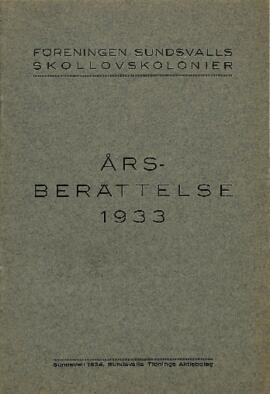 FÖRENINGEN SUNDSVALLS
SKOLLOVSKOLONIER
ÅRS-
BERÄTTELSE
1933
Sundsvall 1934, Sundsvalls Tidnings Aktiebolag